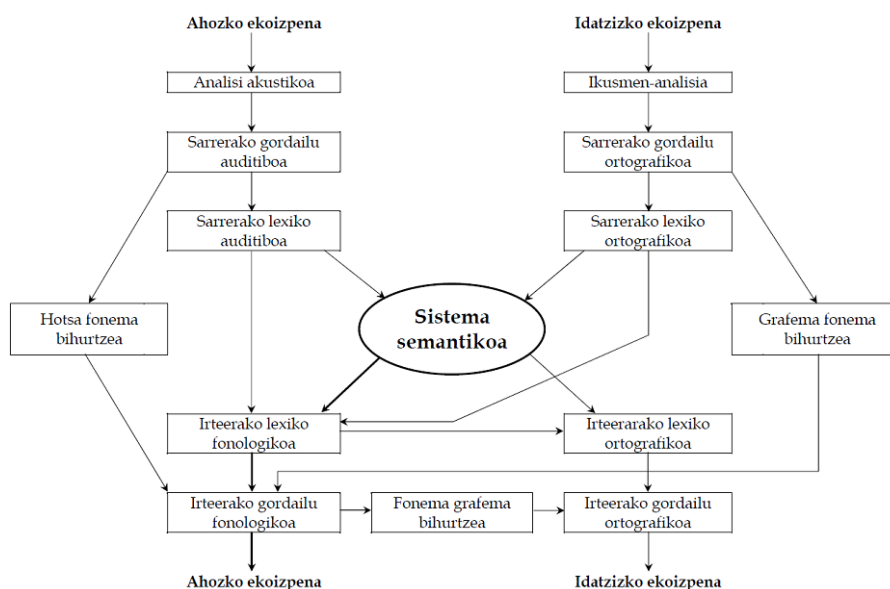 Ahozko ekoizpena
Idatzizko ekoizpena
Analisi akustikoa
Ikusmen-analisia
Sarrerako gordailu
auditiboa
Sarrerako gordailu
ortografikoa
Sarrerako lexiko
auditiboa
Sarrerako lexiko
ortografikoa
Hotsa fonema
bihurtzea
Sistema
semantikoa
Grafema fonema
bihurtzea
Irteerako lexiko
fonologikoa
Irteerarako lexiko
ortografikoa
Irteerako gordailu
fonologikoa
Fonema grafema
bihurtzea
Irteerako gordailu
ortografikoa
Ahozko ekoizpena
Idatzizko ekoizpena